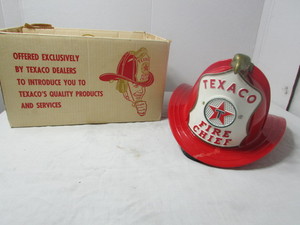 OFFERED EXCLUSIVELY
BY TEXACO DEALERS
TO INTRODUCE YOU TO
TEXACO'S QUALITY PRODUCTS
AND SERVICES
TEXACO
T
FIRE
CHIEF